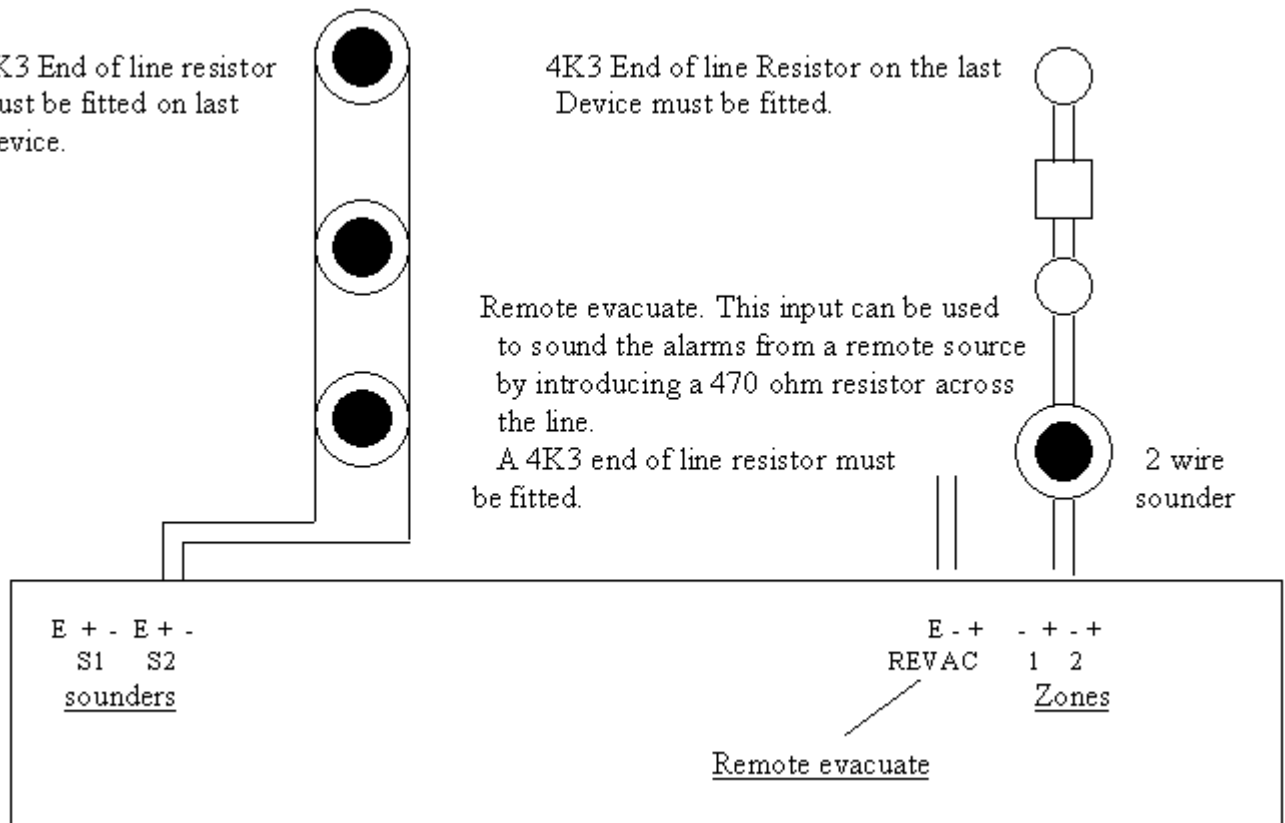 K3 End of line resistor
ust be fitted on last
evice.
4K3 End of line Resistor on the last
Device must be fitted.
Remote evacuate. This input can be used
to sound the alarms from a remote source
by introducing a 470 ohm resistor across
the line.
A 4K3 end of line resistor must
be fitted.
2 wire
sounder
E + - E + -
S1 S2
sounders
E - + - + - +
REVAC 1 2
Zones
Remote evacuate